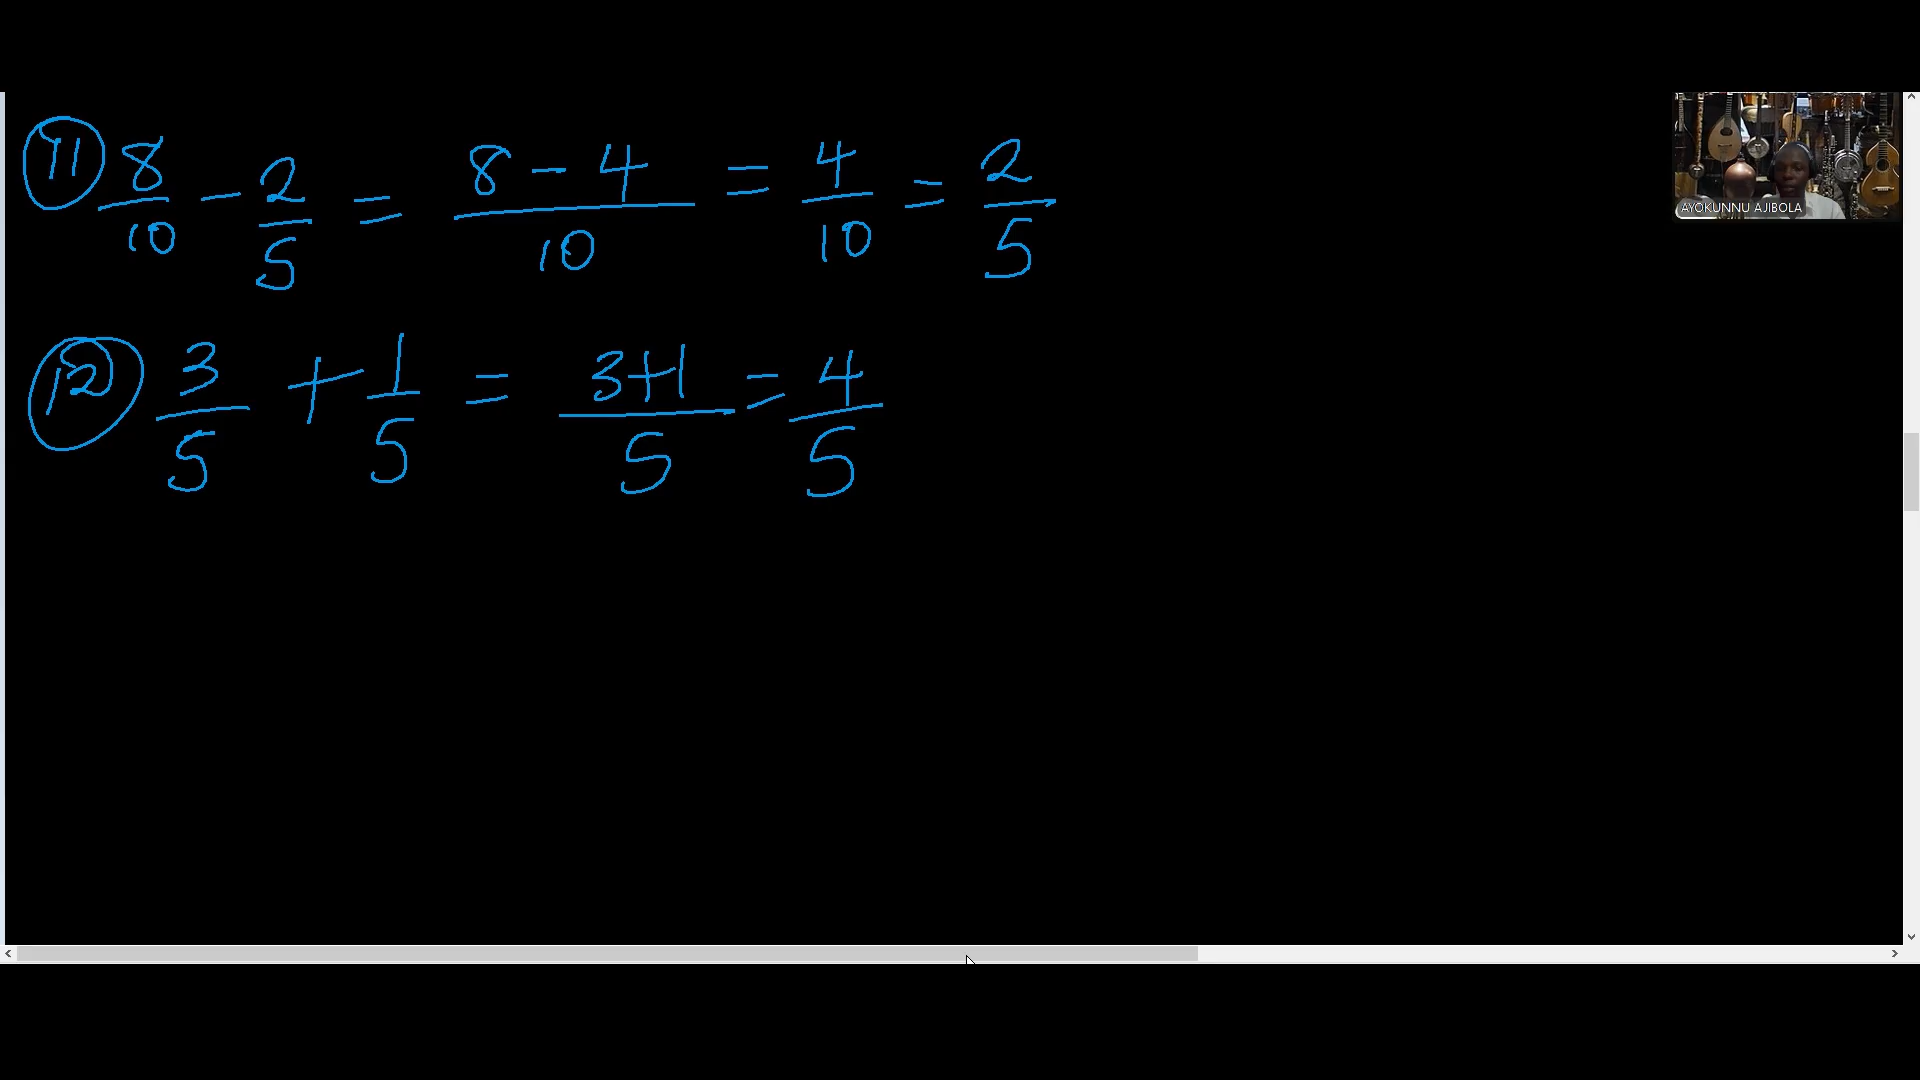 11 8/10 - 2/5 = 8 - 4/10 = 4/10 = 2/5
12 3/5 + 1/5 = 3+1/5 = 4/5
AYOKUNNU AJIBOLA